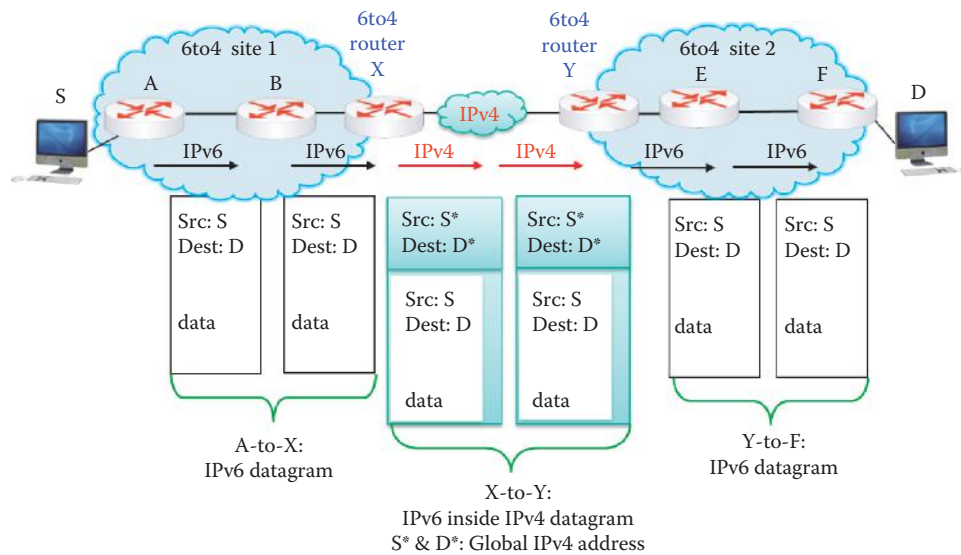 6to4
router
X
6to4
router
Y
6to4 site 1
6to4 site 2
S
A
B
E
F
D
IPv4
IPv6
IPv6
IPv4
IPv4
IPv6
IPv6
Src: S
Dest: D
data
Src: S
Dest: D
data
Src: S*
Dest: D*
Src: S
Dest: D
data
Src: S*
Dest: D*
Src: S
Dest: D
data
Src: S
Dest: D
data
Src: S
Dest: D
data
A-to-X:
IPv6 datagram
X-to-Y:
IPv6 inside IPv4 datagram
S* & D*: Global IPv4 address
Y-to-F:
IPv6 datagram